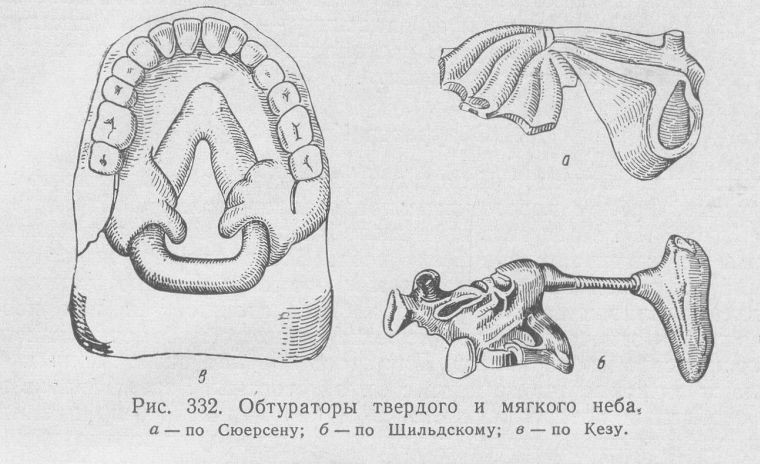 а
в
б
Рис. 332. Обтураторы твердого и мягкого неба.
а — по Сюерсену; б — по Шильдскому; в — по Кезу.